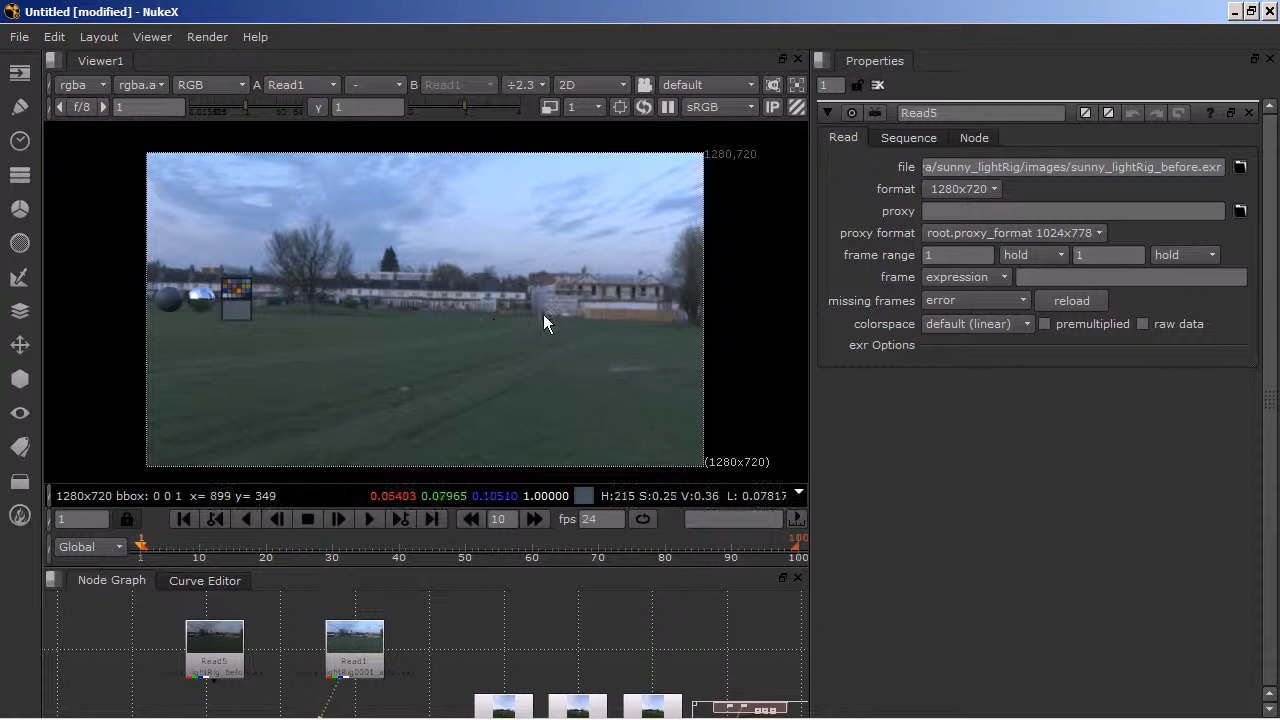 Untitled [modified] - NukeX
File Edit Layout Viewer Render Help
Viewer1
rgba rgba.a RGB A Read1 - B Read1 ÷2.3 2D default
f/8 1 γ 1 1 sRGB IP
1280,720
(1280x720)
1280x720 bbox: 0 0 1 x= 899 y= 349 0.06403 0.07965 0.10510 1.00000 H:215 S:0.25 V:0.36 L: 0.07817
1 10 fps 24
Global 1 100
1 10 20 30 40 50 60 70 80 90 100
Node Graph Curve Editor
Read5 Read1
Properties
1
Read5 ?
Read Sequence Node
file a/sunny_lightRig/images/sunny_lightRig_before.exr
format 1280x720
proxy
proxy format root.proxy_format 1024x778
frame range 1 hold 1 hold
frame expression
missing frames error reload
colorspace default (linear) premultiplied raw data
exr Options